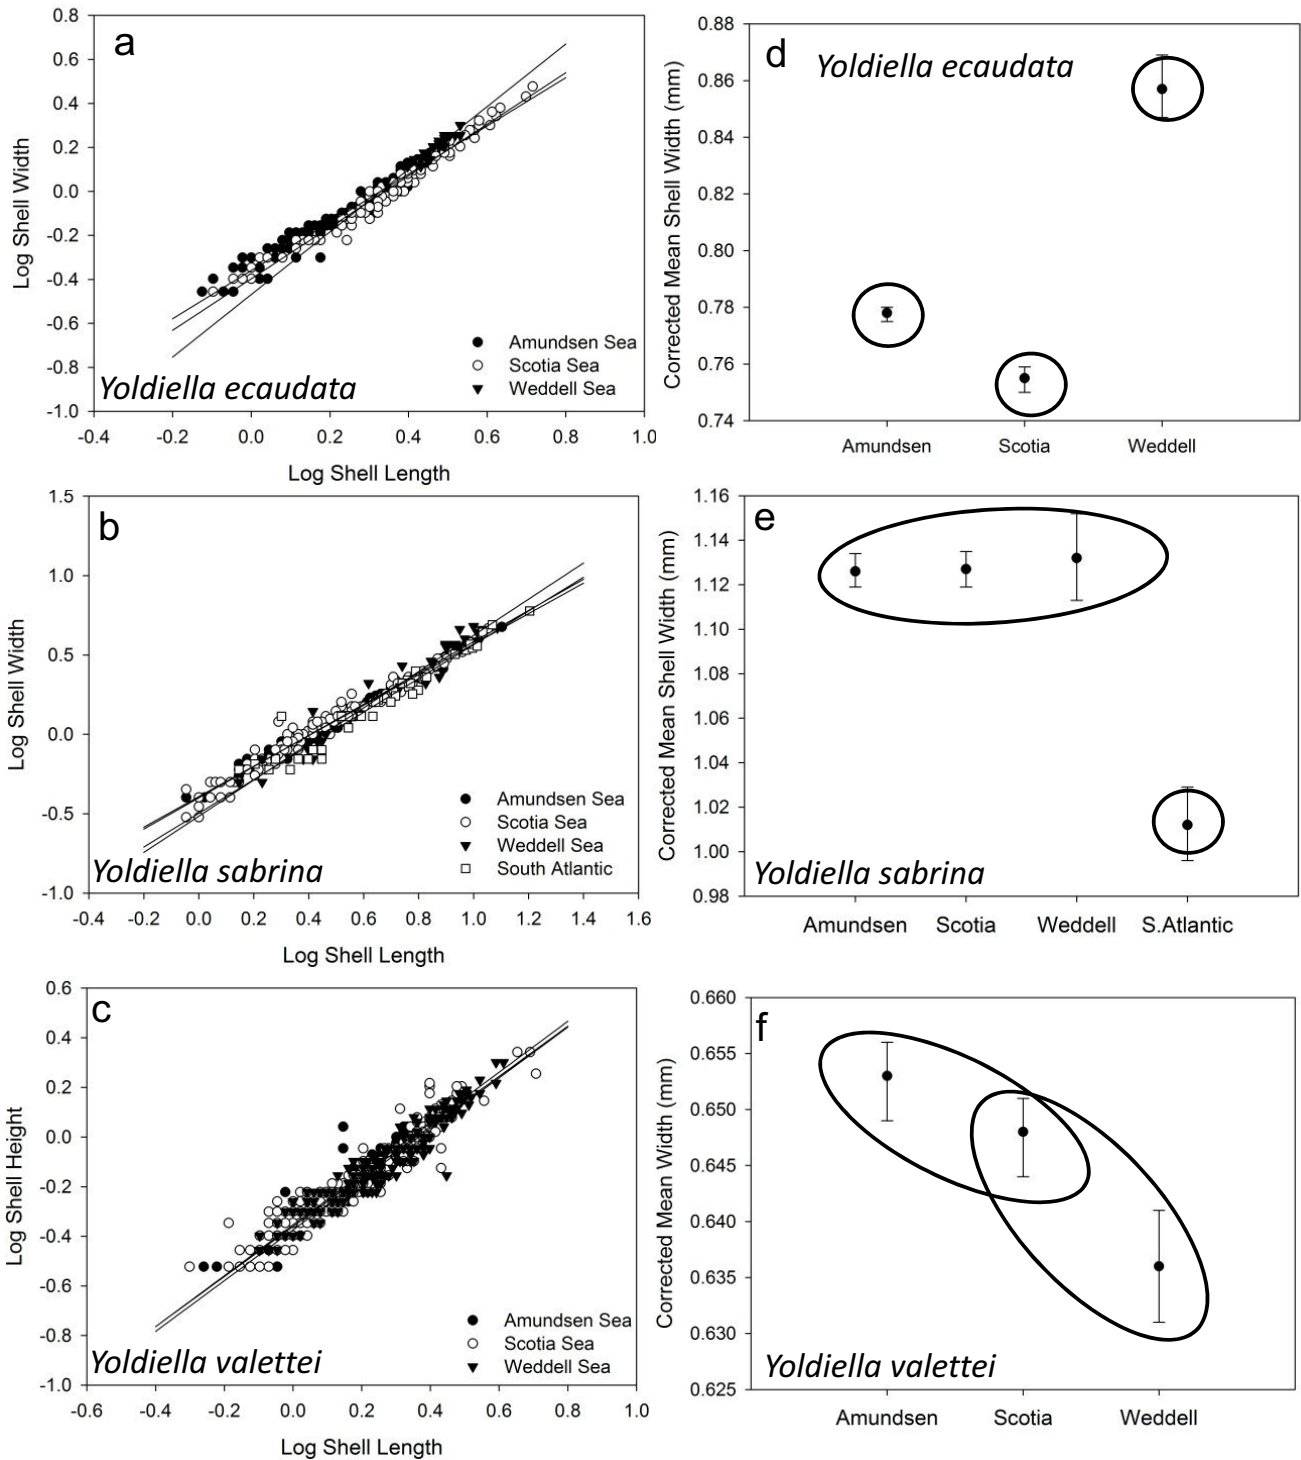 a
0.8
0.6
0.4
0.2
0.0
-0.2
-0.4
-0.6
-0.8
-1.0
Log Shell Width
Amundsen Sea
Scotia Sea
Weddell Sea
Yoldiella ecaudata
-0.4 -0.2 0.0 0.2 0.4 0.6 0.8 1.0
Log Shell Length
d
Yoldiella ecaudata
0.88
0.86
0.84
0.82
0.80
0.78
0.76
0.74
Corrected Mean Shell Width (mm)
Amundsen Scotia Weddell
b
1.5
1.0
0.5
0.0
-0.5
-1.0
Log Shell Width
Amundsen Sea
Scotia Sea
Weddell Sea
South Atlantic
Yoldiella sabrina
-0.4 -0.2 0.0 0.2 0.4 0.6 0.8 1.0 1.2 1.4 1.6
Log Shell Length
e
1.16
1.14
1.12
1.10
1.08
1.06
1.04
1.02
1.00
0.98
Corrected Mean Shell Width (mm)
Yoldiella sabrina
Amundsen Scotia Weddell S.Atlantic
c
0.6
0.4
0.2
0.0
-0.2
-0.4
-0.6
-0.8
-1.0
Log Shell Height
Amundsen Sea
Scotia Sea
Weddell Sea
Yoldiella valettei
-0.6 -0.4 -0.2 0.0 0.2 0.4 0.6 0.8 1.0
Log Shell Length
f
0.660
0.655
0.650
0.645
0.640
0.635
0.630
0.625
Corrected Mean Width (mm)
Yoldiella valettei
Amundsen Scotia Weddell